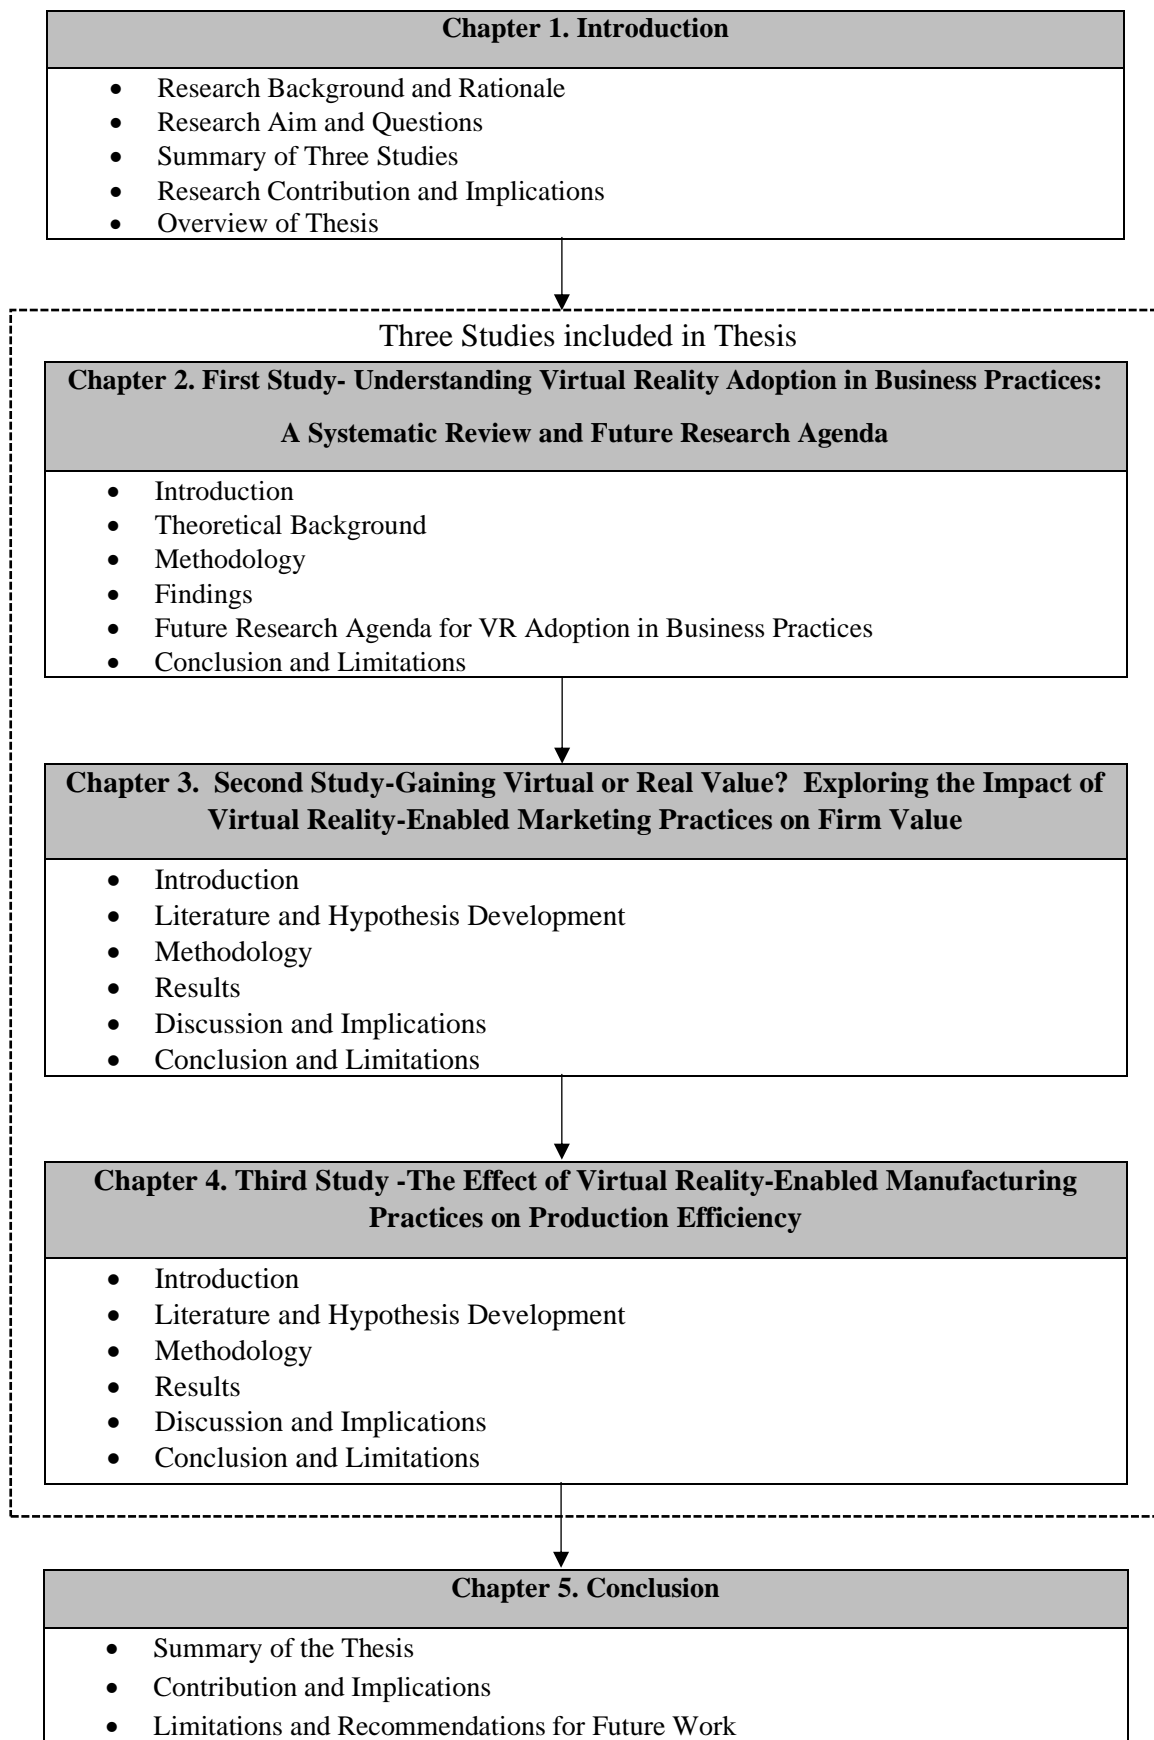 Chapter 1. Introduction
• Research Background and Rationale
• Research Aim and Questions
• Summary of Three Studies
• Research Contribution and Implications
• Overview of Thesis
Three Studies included in Thesis
Chapter 2. First Study- Understanding Virtual Reality Adoption in Business Practices:
A Systematic Review and Future Research Agenda
• Introduction
• Theoretical Background
• Methodology
• Findings
• Future Research Agenda for VR Adoption in Business Practices
• Conclusion and Limitations
Chapter 3. Second Study-Gaining Virtual or Real Value? Exploring the Impact of
Virtual Reality-Enabled Marketing Practices on Firm Value
• Introduction
• Literature and Hypothesis Development
• Methodology
• Results
• Discussion and Implications
• Conclusion and Limitations
Chapter 4. Third Study -The Effect of Virtual Reality-Enabled Manufacturing
Practices on Production Efficiency
• Introduction
• Literature and Hypothesis Development
• Methodology
• Results
• Discussion and Implications
• Conclusion and Limitations
Chapter 5. Conclusion
• Summary of the Thesis
• Contribution and Implications
• Limitations and Recommendations for Future Work